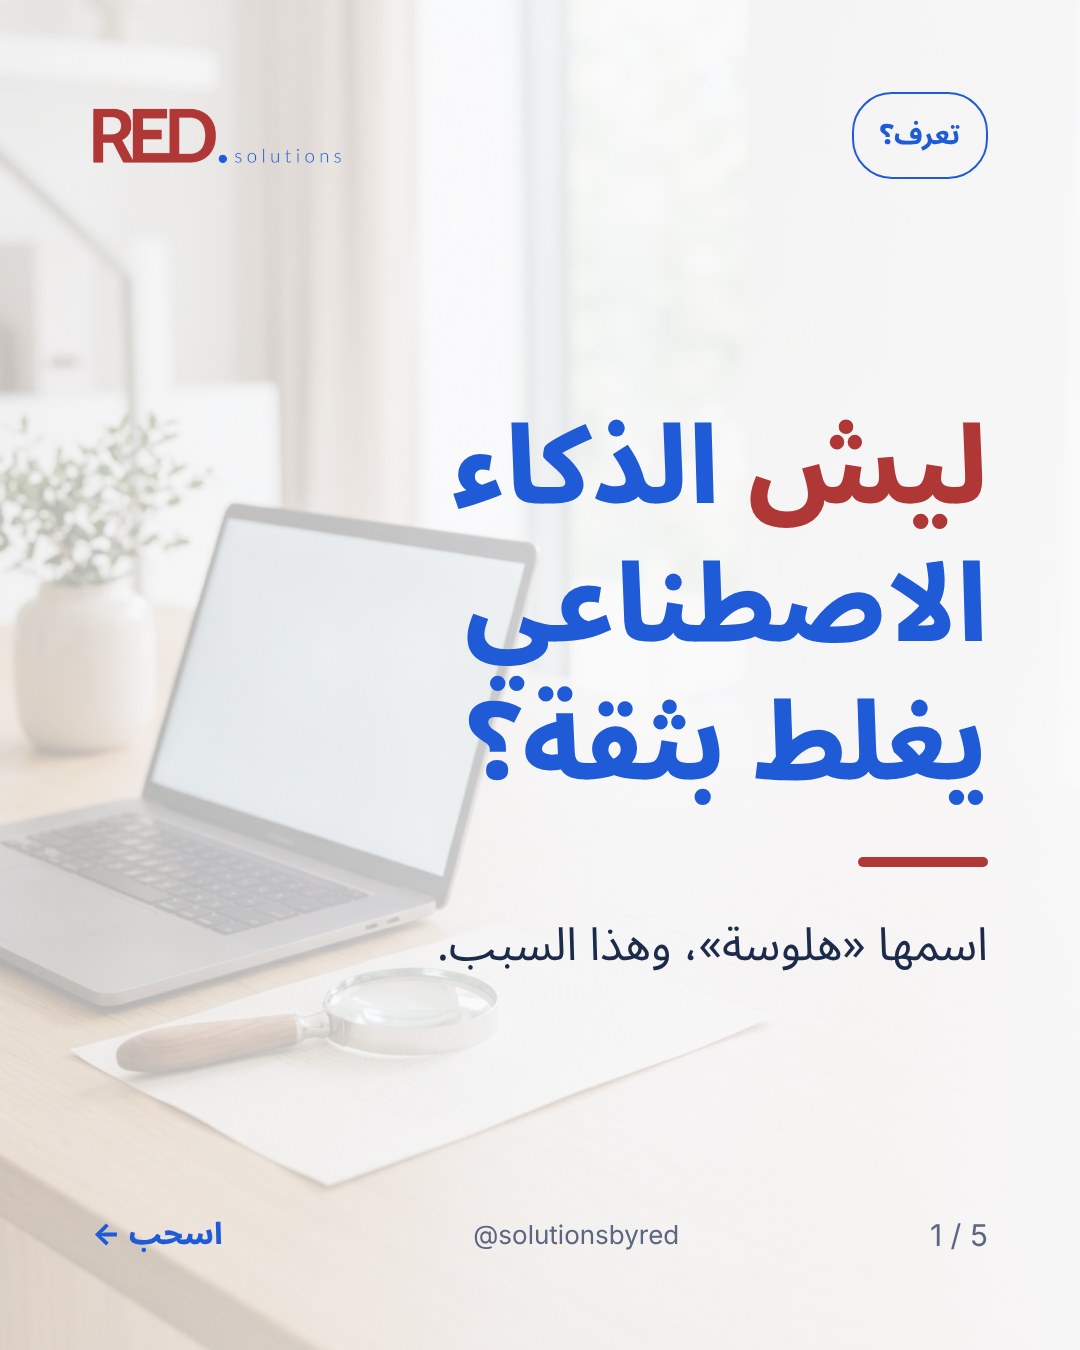 RED.solutions
تعرف؟
ليش الذكاء
الاصطناعي
يغلط بثقة؟
اسمها «هلوسة»، وهذا السبب.
1 / 5
@solutionsbyred
اسحب ←